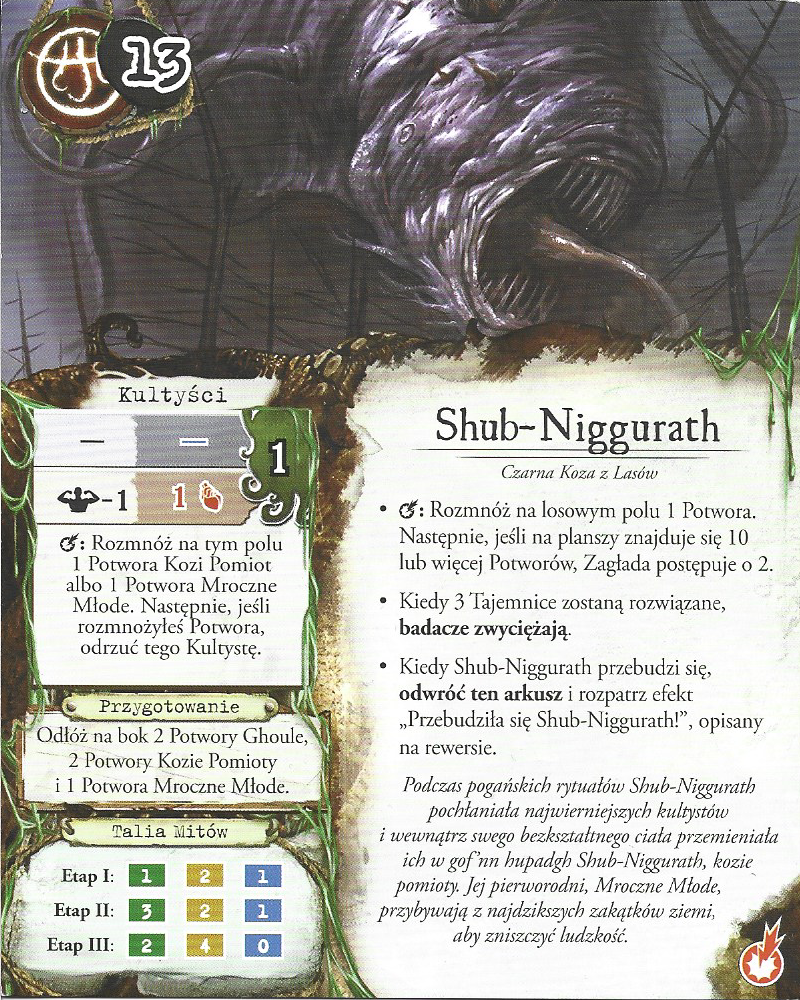 13
Kultyści
— —
1
-1 1
: Rozmnóż na tym polu
1 Potwora Kozi Pomiot
albo 1 Potwora Mroczne
Młode. Następnie, jeśli
rozmnożyłeś Potwora,
odrzuć tego Kultystę.
Przygotowanie
Odłóż na bok 2 Potwory Ghoule,
2 Potwory Kozie Pomioty
i 1 Potwora Mroczne Młode.
Talia Mitów
Etap I: 1 2 1
Etap II: 3 2 1
Etap III: 2 4 0
Shub-Niggurath
Czarna Koza z Lasów
• : Rozmnóż na losowym polu 1 Potwora.
Następnie, jeśli na planszy znajduje się 10
lub więcej Potworów, Zagłada postępuje o 2.
• Kiedy 3 Tajemnice zostaną rozwiązane,
badacze zwyciężają.
• Kiedy Shub-Niggurath przebudzi się,
odwróć ten arkusz i rozpatrz efekt
„Przebudziła się Shub-Niggurath!”, opisany
na rewersie.
Podczas pogańskich rytuałów Shub-Niggurath
pochłaniała najwierniejszych kultystów
i wewnątrz swego bezkształtnego ciała przemieniała
ich w gof'nn hupadgh Shub-Niggurath, kozie
pomioty. Jej pierworodni, Mroczne Młode,
przybywają z najdzikszych zakątków ziemi,
aby zniszczyć ludzkość.